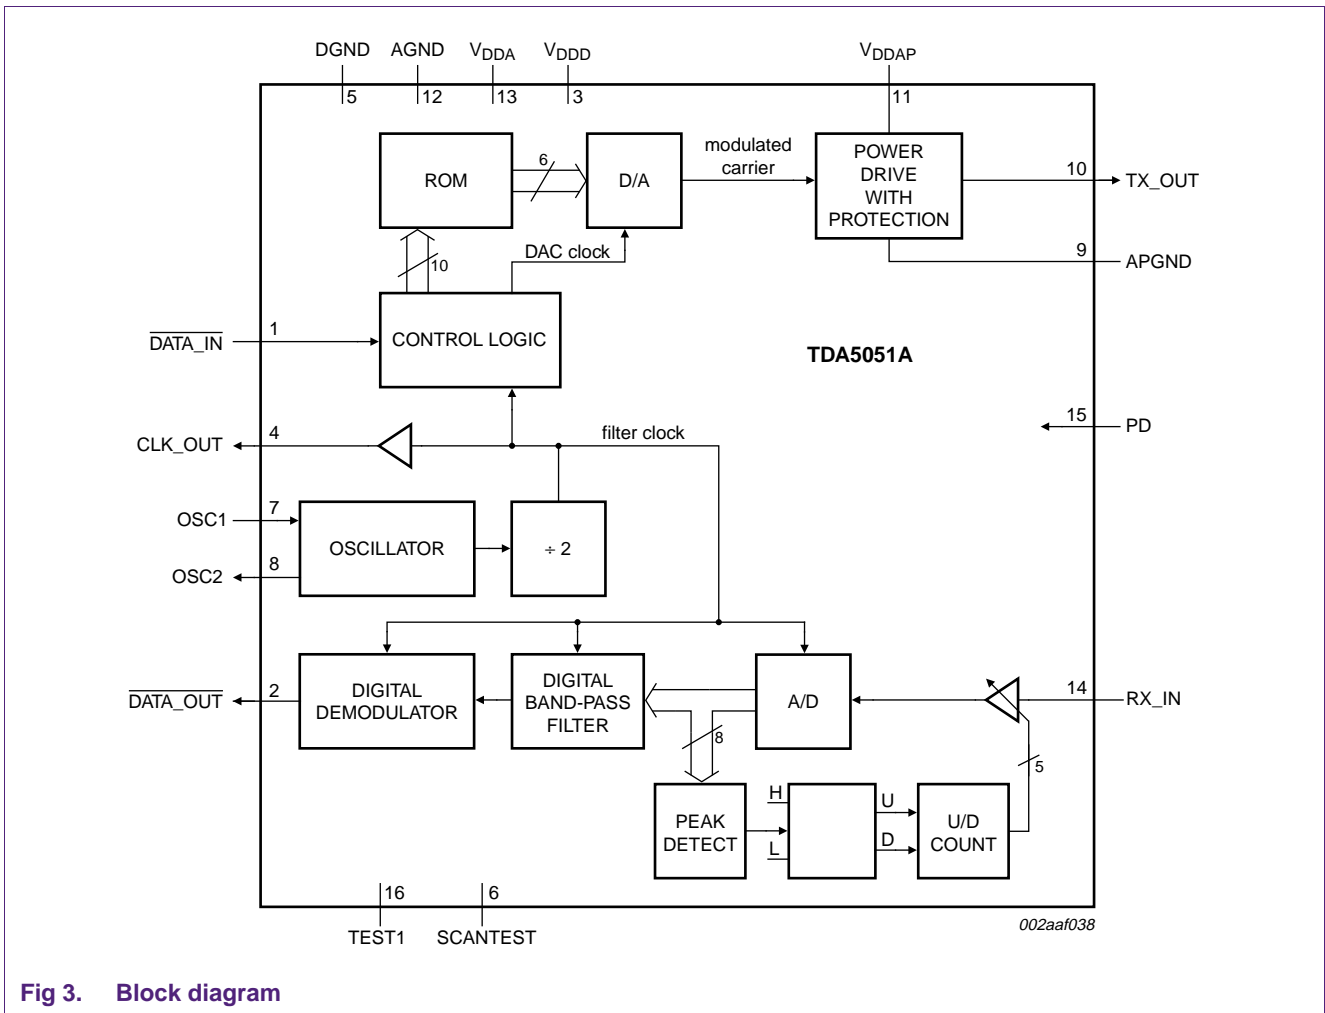 DGND AGND VDDA VDDD VDDAP
5 12 13 3 11
ROM
6
D/A
modulated
carrier
POWER
DRIVE
WITH
PROTECTION
10
TX_OUT
9
APGND
10
DAC clock
DATA_IN
1
CONTROL LOGIC
TDA5051A
15
PD
CLK_OUT
4
filter clock
OSC1
7
OSCILLATOR
÷ 2
OSC2
8
DATA_OUT
2
DIGITAL
DEMODULATOR
DIGITAL
BAND-PASS
FILTER
A/D
14
RX_IN
8
5
PEAK
DETECT
H
L
U
D
U/D
COUNT
16 6
TEST1 SCANTEST
002aaf038
Fig 3. Block diagram